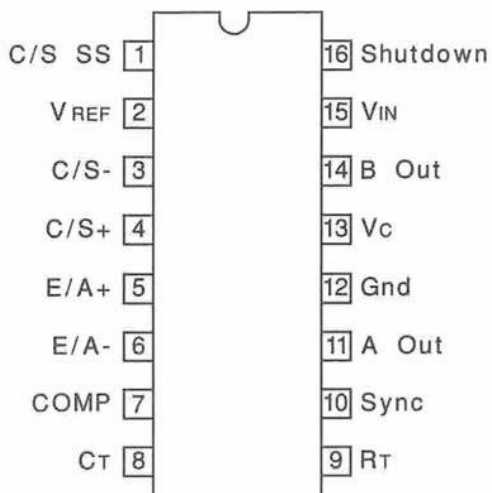 C/S SS 1 16 Shutdown
VREF 2 15 VIN
C/S- 3 14 B Out
C/S+ 4 13 VC
E/A+ 5 12 Gnd
E/A- 6 11 A Out
COMP 7 10 Sync
CT 8 9 RT